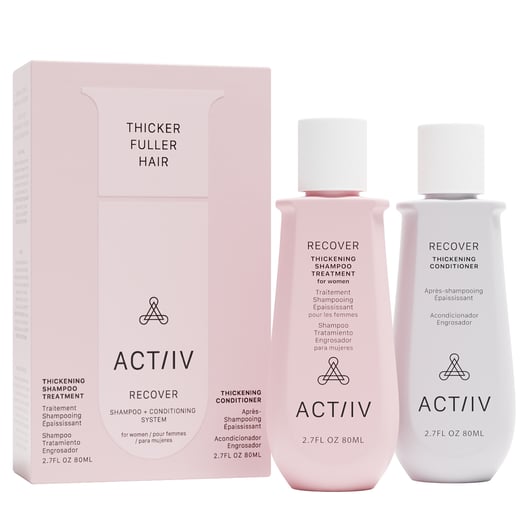 THICKER
FULLER
HAIR
ACT/IV
RECOVER
SHAMPOO + CONDITIONING
SYSTEM
for women / pour femmes
/ para mujeres
THICKENING
SHAMPOO
TREATMENT
Traitement
Shampooing
Épaississant
Shampoo
Tratamiento
Engrosador
2.7FL OZ 80ML
THICKENING
CONDITIONER
Après-
Shampooing
Épaississant
Acondicionador
Engrosador
2.7FL OZ 80ML
RECOVER
THICKENING
SHAMPOO
TREATMENT
for women
Traitement
Shampooing
Épaississant
pour les femmes
Shampoo
Tratamiento
Engrosador
para mujeres
ACT/IV
2.7FL OZ 80ML
RECOVER
THICKENING
CONDITIONER
Après-shampooing
Épaississant
Acondicionador
Engrosador
ACT/IV
2.7FL OZ 80ML